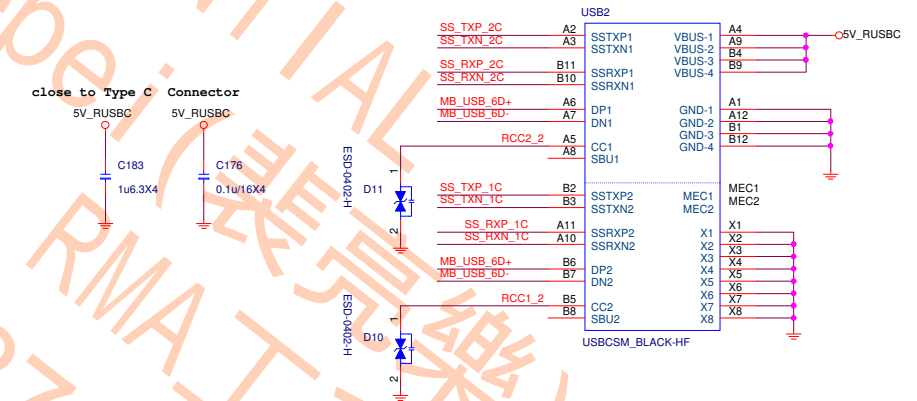 USB2
SS_TXP_2C A2 SSTXP1 VBUS-1 A4 5V_RUSBC
SS_TXN_2C A3 SSTXN1 VBUS-2 A9
VBUS-3 B4
SS_RXP_2C B11 SSRXP1 VBUS-4 B9
SS_RXN_2C B10 SSRXN1
close to Type C Connector
5V_RUSBC 5V_RUSBC
MB_USB_6D+ A6 DP1 GND-1 A1
MB_USB_6D- A7 DN1 GND-2 A12
GND-3 B1
RCC2_2 A5 CC1 GND-4 B12
A8 SBU1
C183 C176
1u6.3X4 0.1u/16X4
ESD-0402-H
1
D11
2
SS_TXP_1C B2 SSTXP2 MEC1 MEC1
SS_TXN_1C B3 SSTXN2 MEC2 MEC2
SS_RXP_1C A11 SSRXP2 X1 X1
SS_RXN_1C A10 SSRXN2 X2 X2
X3 X3
MB_USB_6D+ B6 DP2 X4 X4
MB_USB_6D- B7 DN2 X5 X5
X6 X6
RCC1_2 B5 CC2 X7 X7
B8 SBU2 X8 X8
USBCSM_BLACK-HF
ESD-0402-H
1
D10
2